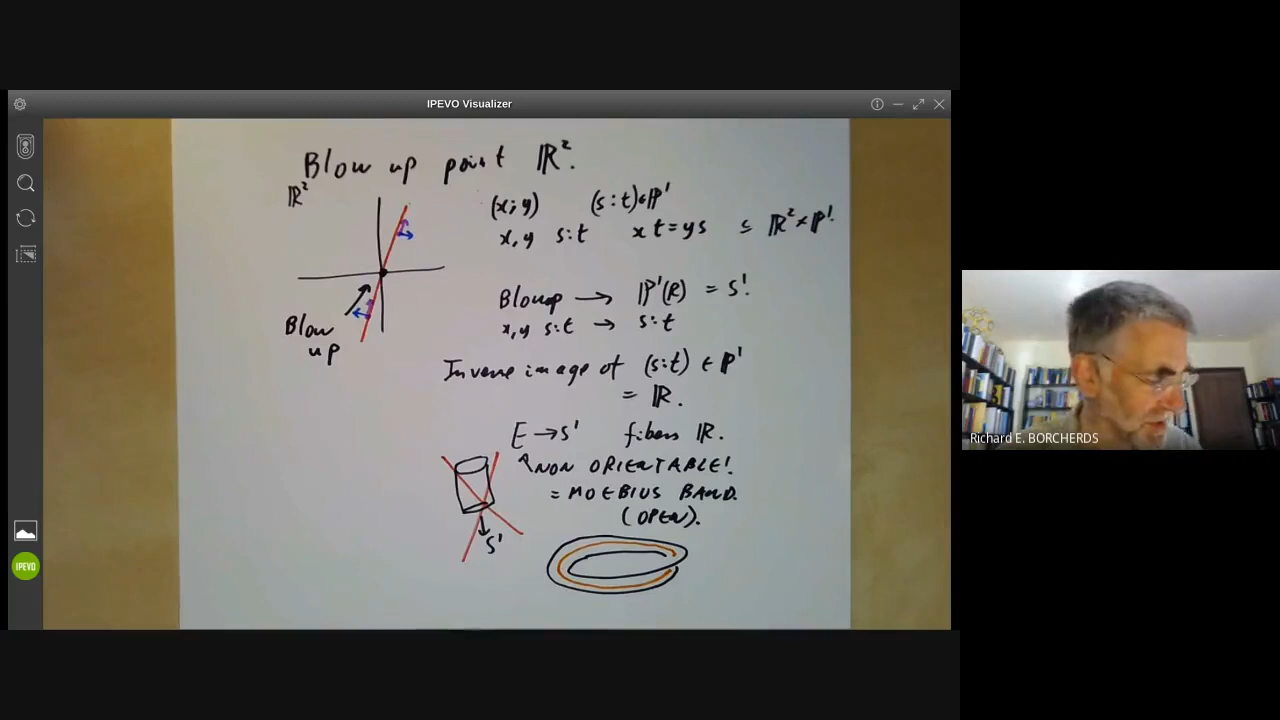 IPEVO Visualizer
Blow up point ℝ².
ℝ²
(x,y) (s:t)∈ℙ¹
x,y s:t xt=ys ⊆ ℝ²×ℙ¹.
Blowup → ℙ¹(R) = S¹.
x,y s:t → s:t
Blow
up
Inverse image of (s:t) ∈ ℙ¹
= ℝ.
E → S¹ fibers ℝ.
NON ORIENTABLE!
= MOEBIUS BAND.
(OPEN).
S¹
IPEVO
Richard E. BORCHERDS